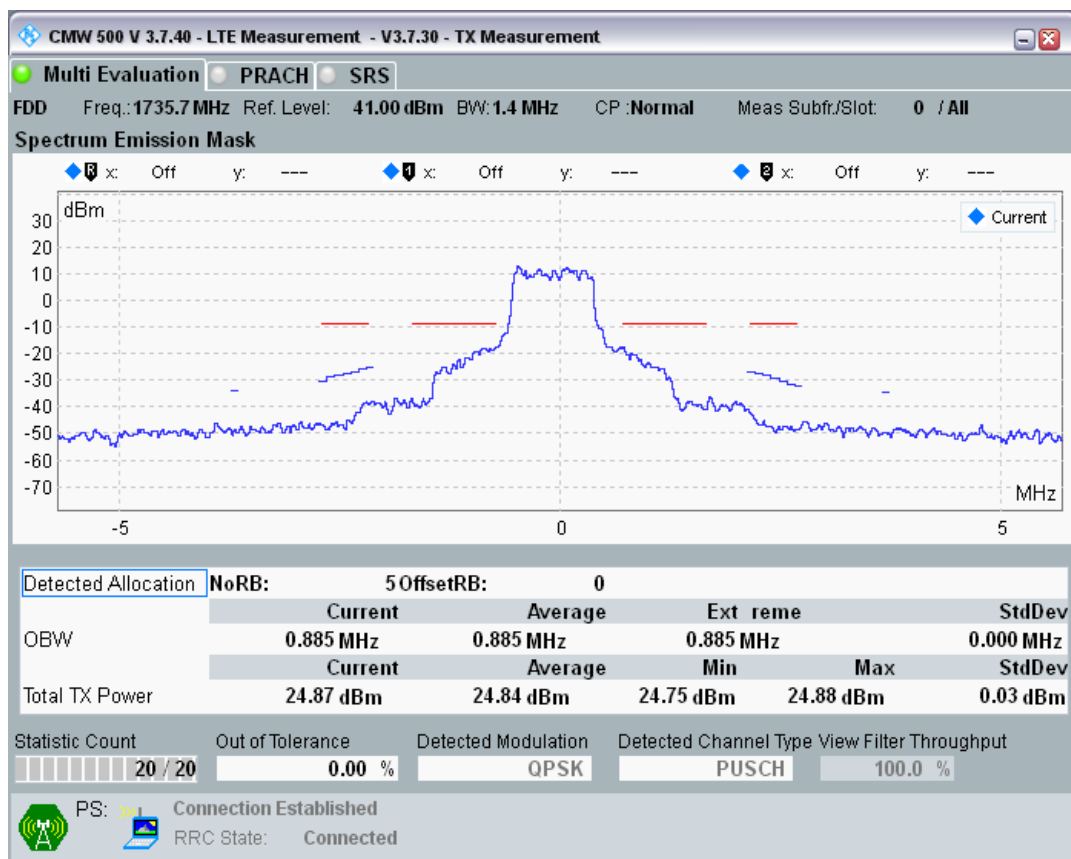 CMW 500 V 3.7.40 - LTE Measurement - V3.7.30 - TX Measurement
Multi Evaluation PRACH SRS
FDD Freq.: 1735.7 MHz Ref. Level: 41.00 dBm BW: 1.4 MHz CP :Normal Meas Subfr./Slot: 0 / All
Spectrum Emission Mask
R x: Off y: --- 1 x: Off y: --- 2 x: Off y: ---
dBm
Current
30
20
10
0
-10
-20
-30
-40
-50
-60
-70
MHz
-5 0 5
Detected Allocation NoRB: 5 OffsetRB: 0
Current Average Ext reme StdDev
OBW 0.885 MHz 0.885 MHz 0.885 MHz 0.000 MHz
Current Average Min Max StdDev
Total TX Power 24.87 dBm 24.84 dBm 24.75 dBm 24.88 dBm 0.03 dBm
Statistic Count Out of Tolerance Detected Modulation Detected Channel Type View Filter Throughput
20 / 20 0.00 % QPSK PUSCH 100.0 %
PS: Connection Established
RRC State: Connected